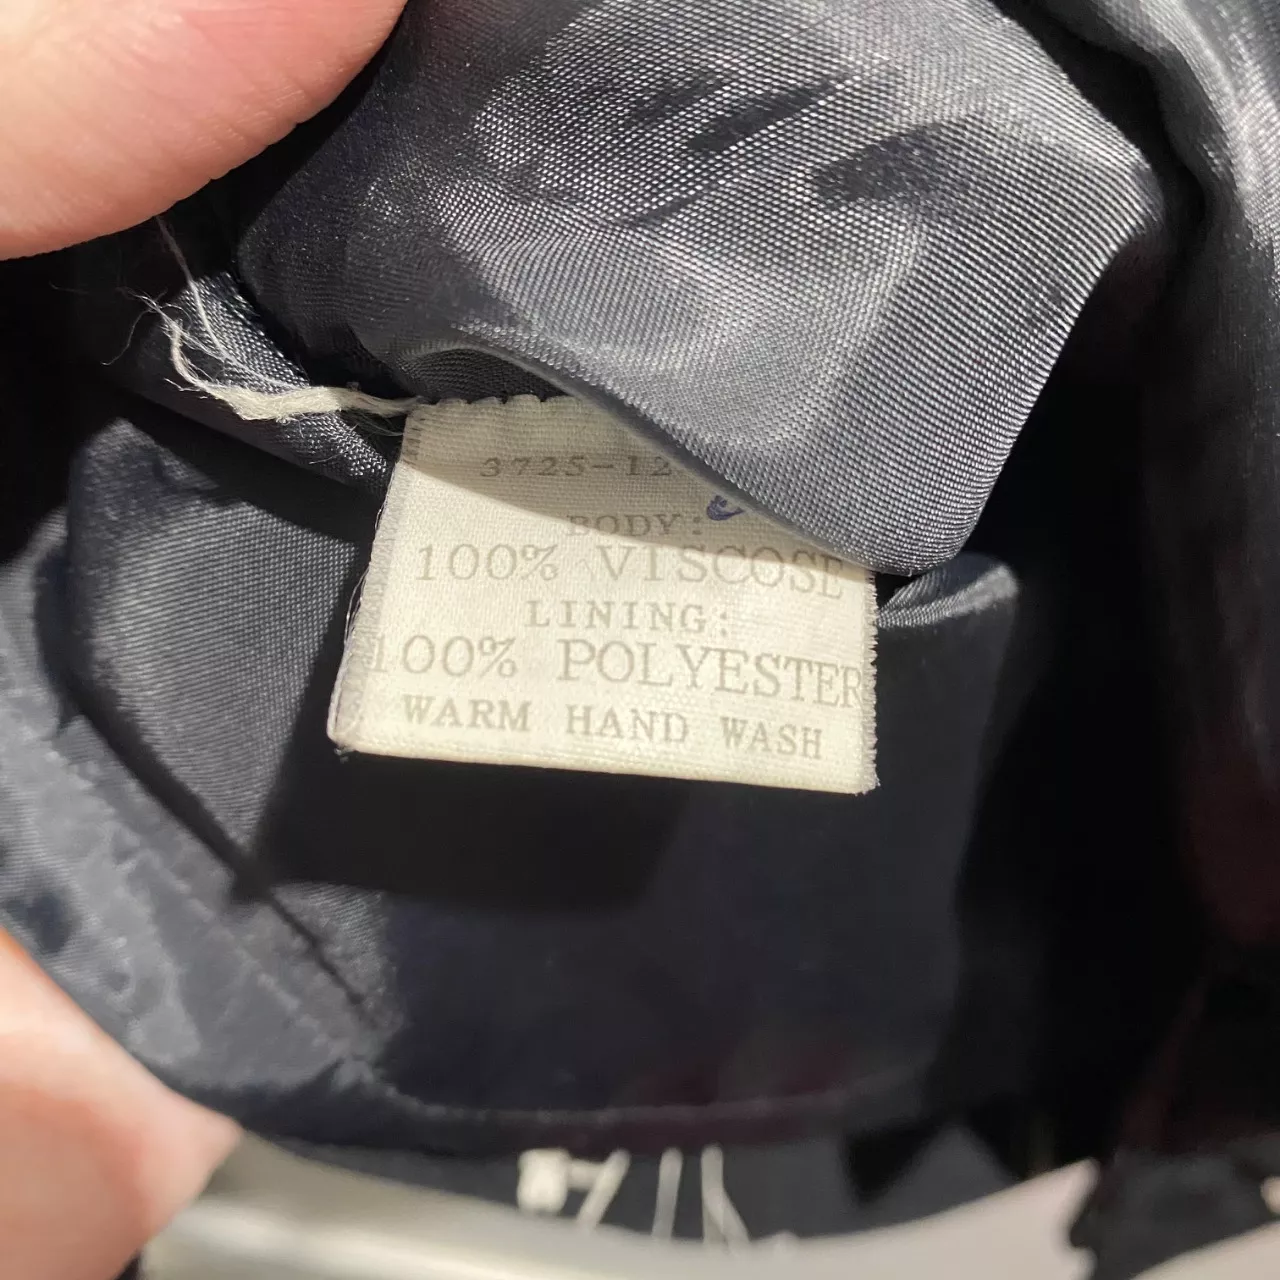 3725-12
BODY:
100% VISCOSE
LINING:
100% POLYESTER
WARM HAND WASH